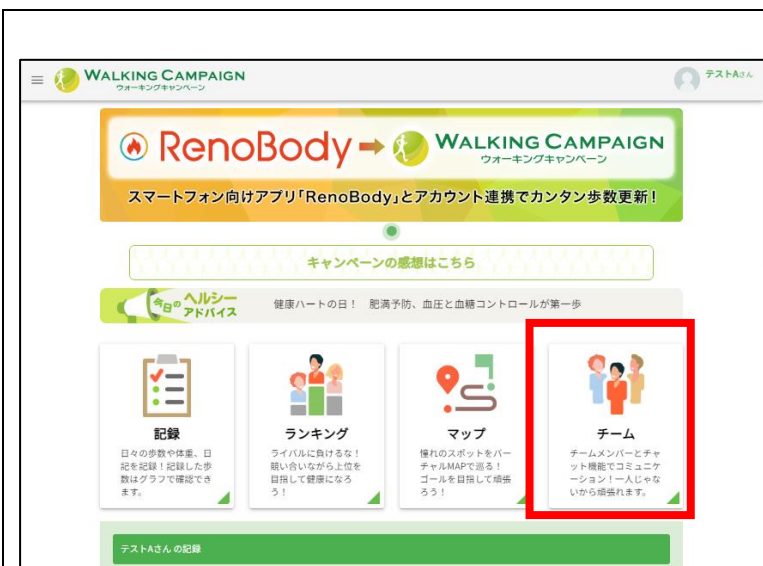 WALKING CAMPAIGN
ウォーキングキャンペーン
テストAさん
RenoBody
WALKING CAMPAIGN
ウォーキングキャンペーン
スマートフォン向けアプリ「RenoBody」とアカウント連携でカンタン歩数更新！
キャンペーンの感想はこちら
今日のヘルシー
アドバイス
健康ハートの日！ 肥満予防、血圧と血糖コントロールが第一歩
記録
日々の歩数や体重、日
記を記録！記録した歩
数はグラフで確認でき
ます。
ランキング
ライバルに負けるな！
競い合いながら上位を
目指して健康になろ
う！
マップ
憧れのスポットをバー
チャルMAPで巡る！
ゴールを目指して頑張
ろう！
チーム
チームメンバーとチャ
ット機能でコミュニケ
ーション！一人じゃな
いから頑張れます。
テストAさん の記録